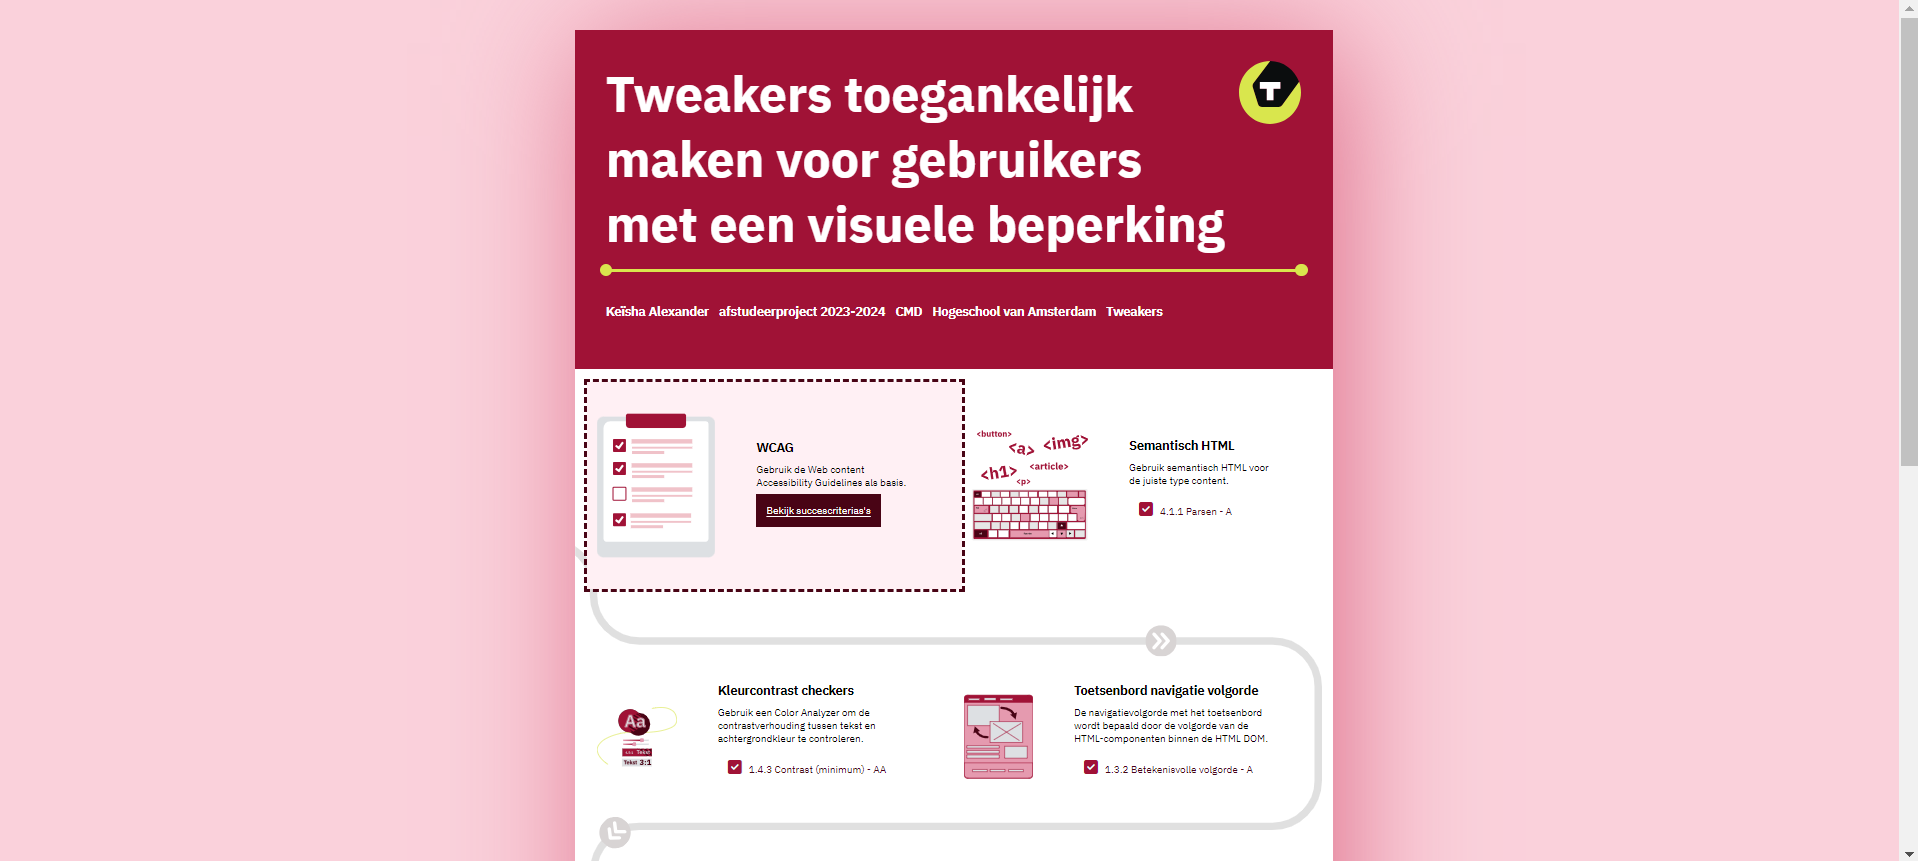 Tweakers toegankelijk
maken voor gebruikers
met een visuele beperking
T
Keïsha Alexander afstudeerproject 2023-2024 CMD Hogeschool van Amsterdam Tweakers
WCAG
Gebruik de Web content
Accessibility Guidelines als basis.
Bekijk succescriterias's
<button>
<a> <img>
<h1> <article>
<p>
Semantisch HTML
Gebruik semantisch HTML voor
de juiste type content.
4.1.1 Parsen - A
Aa
Tekst
Tekst 3:1
Kleurcontrast checkers
Gebruik een Color Analyzer om de
contrastverhouding tussen tekst en
achtergrondkleur te controleren.
1.4.3 Contrast (minimum) - AA
Toetsenbord navigatie volgorde
De navigatievolgorde met het toetsenbord
wordt bepaald door de volgorde van de
HTML-componenten binnen de HTML DOM.
1.3.2 Betekenisvolle volgorde - A